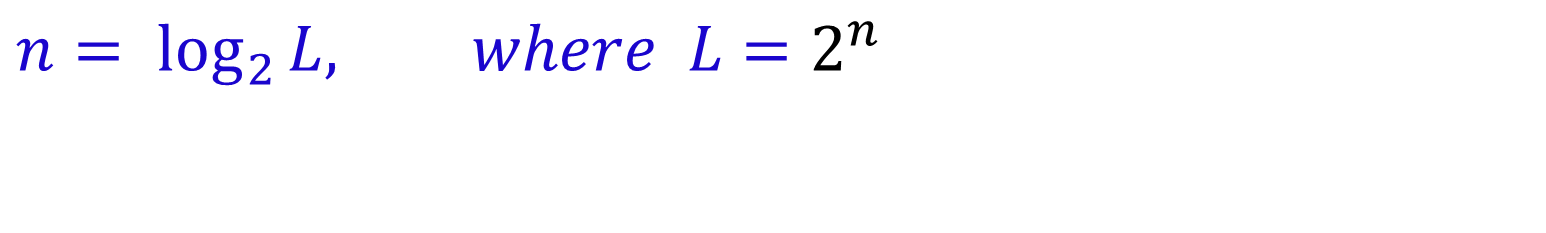 n = log₂ L, where L = 2ⁿ